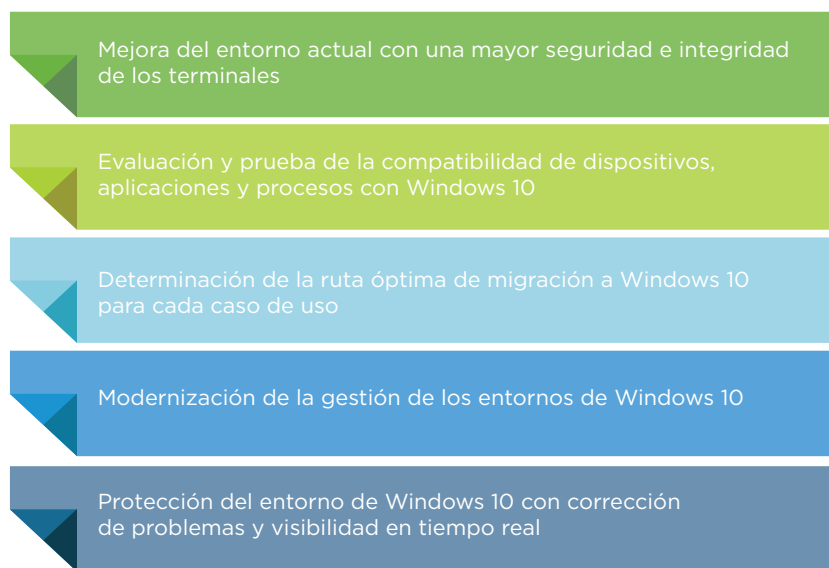 Mejora del entorno actual con una mayor seguridad e integridad
de los terminales
Evaluación y prueba de la compatibilidad de dispositivos,
aplicaciones y procesos con Windows 10
Determinación de la ruta óptima de migración a Windows 10
para cada caso de uso
Modernización de la gestión de los entornos de Windows 10
Protección del entorno de Windows 10 con corrección
de problemas y visibilidad en tiempo real